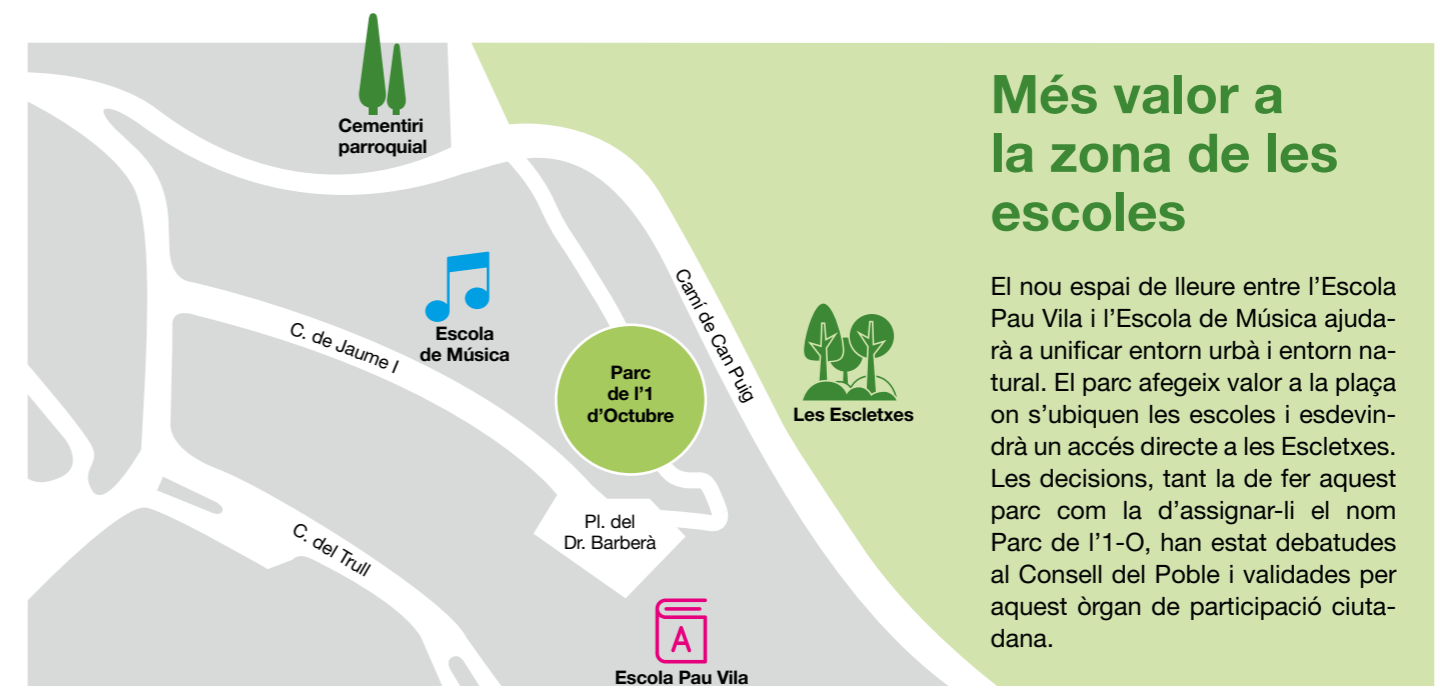 Cementiri
parroquial
Escola
de Música
C. de Jaume I
Parc
de l’1
d’Octubre
Camí de Can Puig
Les Escletxes
Pl. del
Dr. Barberà
C. del Trull
Escola Pau Vila
A
Més valor a
la zona de les
escoles
El nou espai de lleure entre l’Escola
Pau Vila i l’Escola de Música ajuda-
rà a unificar entorn urbà i entorn na-
tural. El parc afegeix valor a la plaça
on s’ubiquen les escoles i esdevin-
drà un accés directe a les Escletxes.
Les decisions, tant la de fer aquest
parc com la d’assignar-li el nom
Parc de l’1-O, han estat debatudes
al Consell del Poble i validades per
aquest òrgan de participació ciuta-
dana.